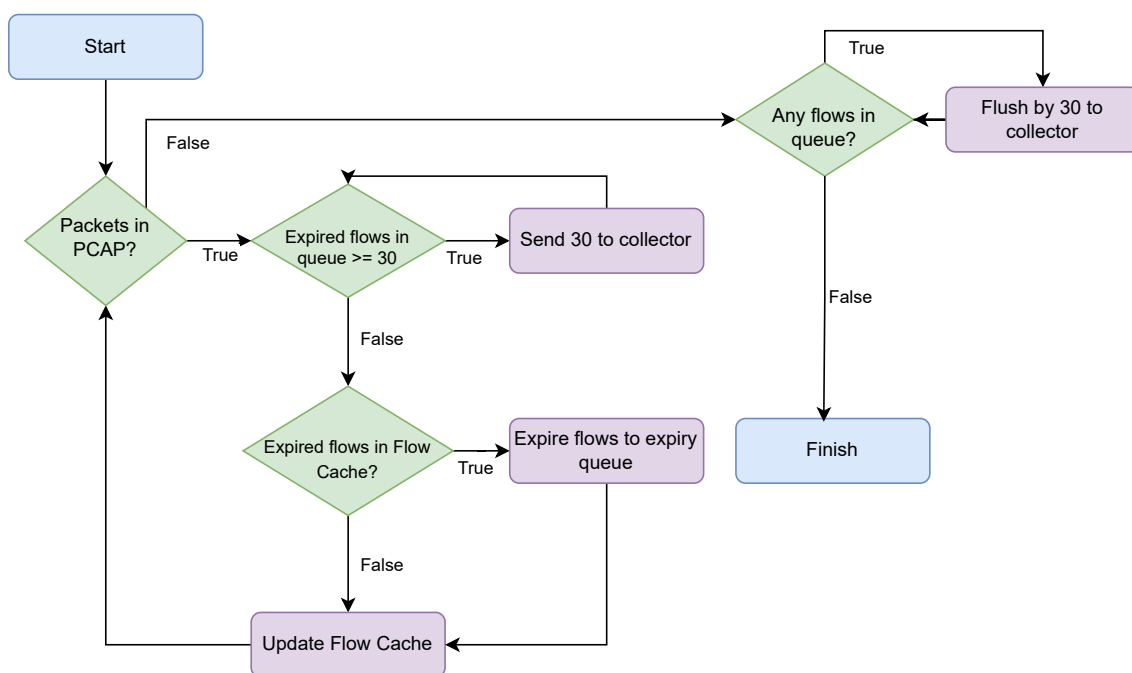 Start
True
Any flows in
queue?
Flush by 30 to
collector
False
Packets in
PCAP?
True
Expired flows in
queue >= 30
True
Send 30 to collector
False
False
Expired flows in Flow
Cache?
True
Expire flows to expiry
queue
Finish
False
Update Flow Cache